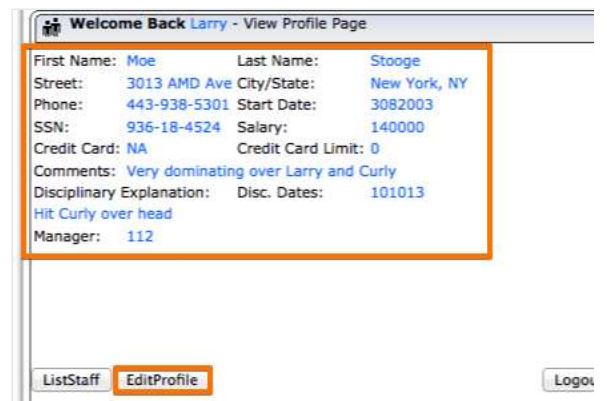 Welcome Back Larry - View Profile Page
First Name: Moe Last Name: Stooge
Street: 3013 AMD Ave City/State: New York, NY
Phone: 443-938-5301 Start Date: 3082003
SSN: 936-18-4524 Salary: 140000
Credit Card: NA Credit Card Limit: 0
Comments: Very dominating over Larry and Curly
Disciplinary Explanation: Disc. Dates: 101013
Hit Curly over head
Manager: 112
ListStaff EditProfile Logou